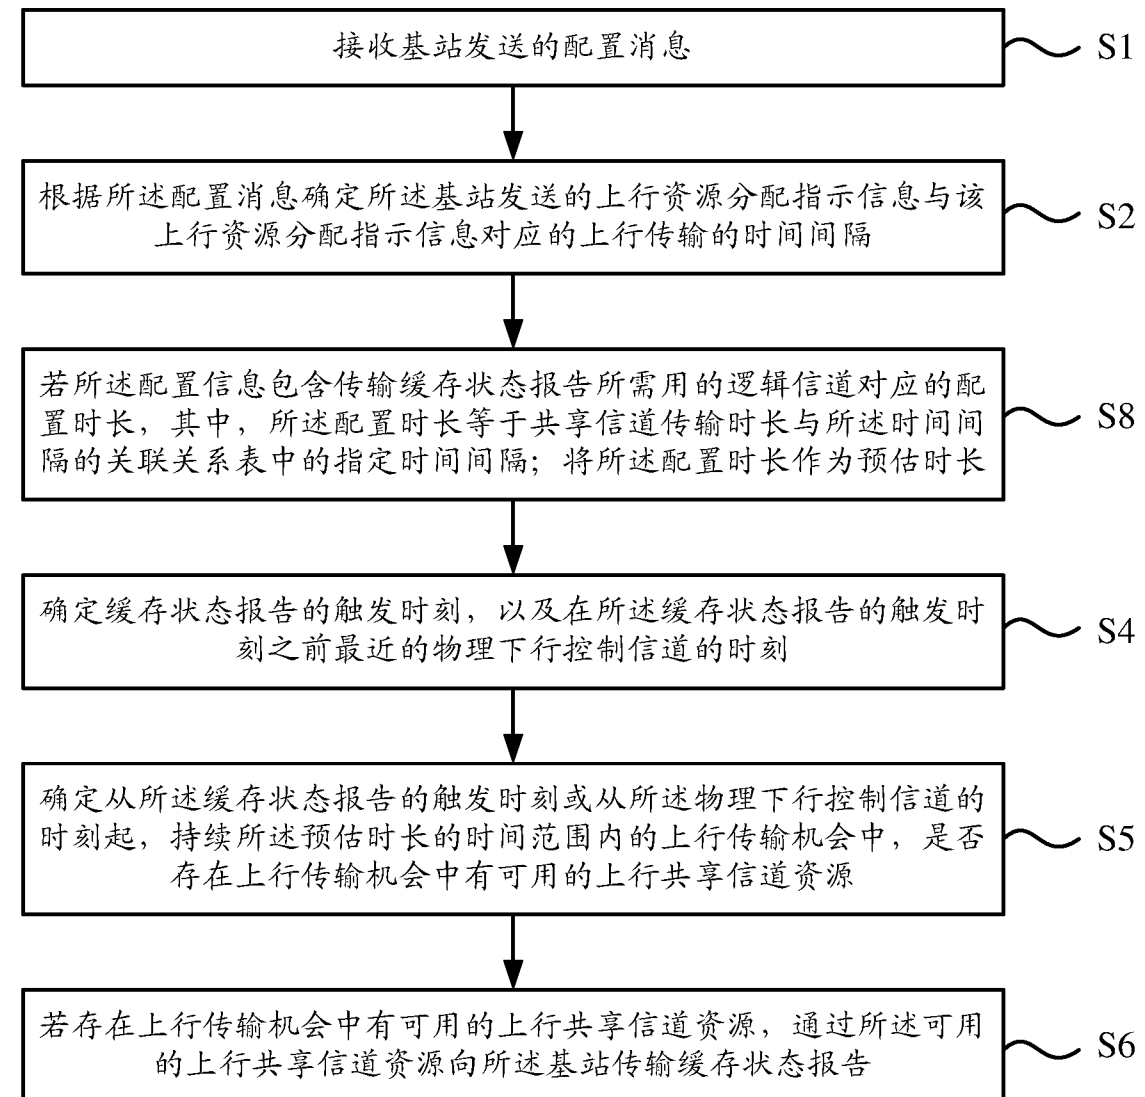 接收基站发送的配置消息
S1
根据所述配置消息确定所述基站发送的上行资源分配指示信息与该
上行资源分配指示信息对应的上行传输的时间间隔
S2
若所述配置信息包含传输缓存状态报告所需用的逻辑信道对应的配
置时长，其中，所述配置时长等于共享信道传输时长与所述时间间
隔的关联关系表中的指定时间间隔；将所述配置时长作为预估时长
S8
确定缓存状态报告的触发时刻，以及在所述缓存状态报告的触发时
刻之前最近的物理下行控制信道的时刻
S4
确定从所述缓存状态报告的触发时刻或从所述物理下行控制信道的
时刻起，持续所述预估时长的时间范围内的上行传输机会中，是否
存在上行传输机会中有可用的上行共享信道资源
S5
若存在上行传输机会中有可用的上行共享信道资源，通过所述可用
的上行共享信道资源向所述基站传输缓存状态报告
S6